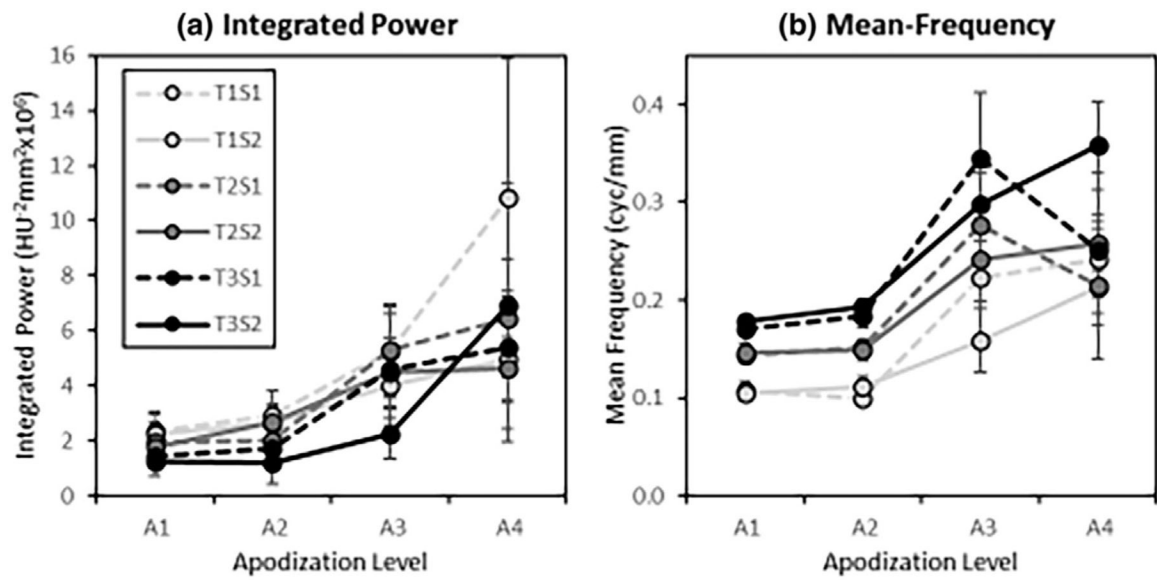 (a) Integrated Power
Integrated Power (HU⁻²mm²x10⁶)
16
14
12
10
8
6
4
2
0
T1S1
T1S2
T2S1
T2S2
T3S1
T3S2
A1 A2 A3 A4
Apodization Level
(b) Mean-Frequency
Mean Frequency (cyc/mm)
0.4
0.3
0.2
0.1
0.0
A1 A2 A3 A4
Apodization Level